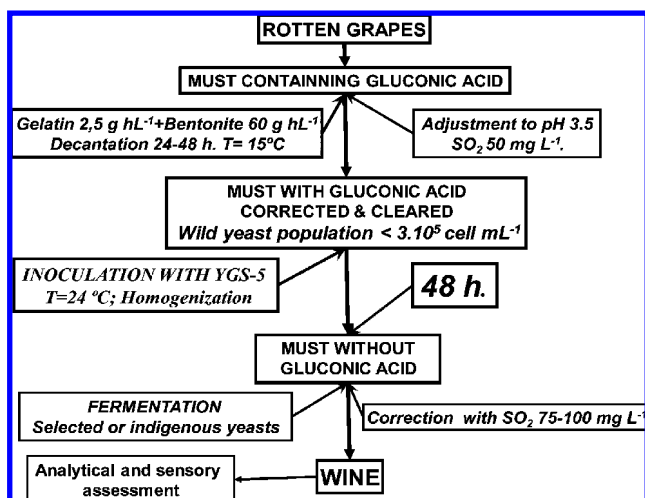 ROTTEN GRAPES
MUST CONTAINNING GLUCONIC ACID
Gelatin 2,5 g hL⁻¹+Bentonite 60 g hL⁻¹
Decantation 24-48 h. T= 15ºC
Adjustment to pH 3.5
SO₂ 50 mg L⁻¹.
MUST WITH GLUCONIC ACID
CORRECTED & CLEARED
Wild yeast population < 3.10⁵ cell mL⁻¹
INOCULATION WITH YGS-5
T=24 ºC; Homogenization
48 h.
MUST WITHOUT
GLUCONIC ACID
FERMENTATION
Selected or indigenous yeasts
Correction with SO₂ 75-100 mg L⁻¹
Analytical and sensory
assessment
WINE